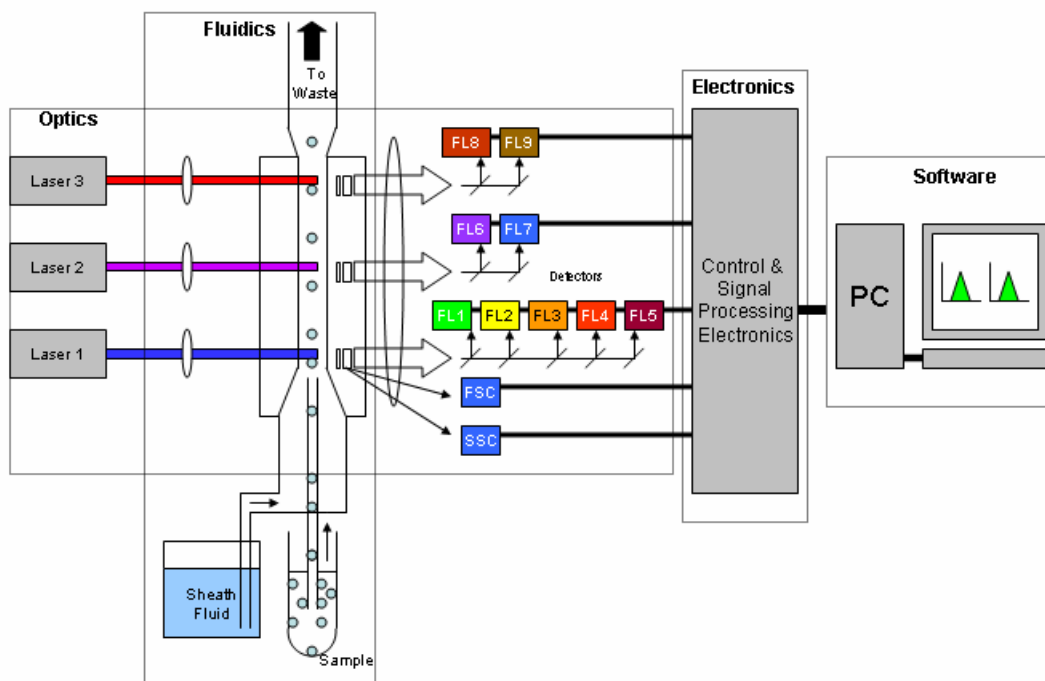 Fluidics
To
Waste
Electronics
Optics
FL8 FL9
Laser 3
Software
FL6 FL7
Laser 2
Detectors
Control &
Signal
Processing
Electronics
PC
FL1 FL2 FL3 FL4 FL5
Laser 1
FSC
SSC
Sheath
Fluid
Sample